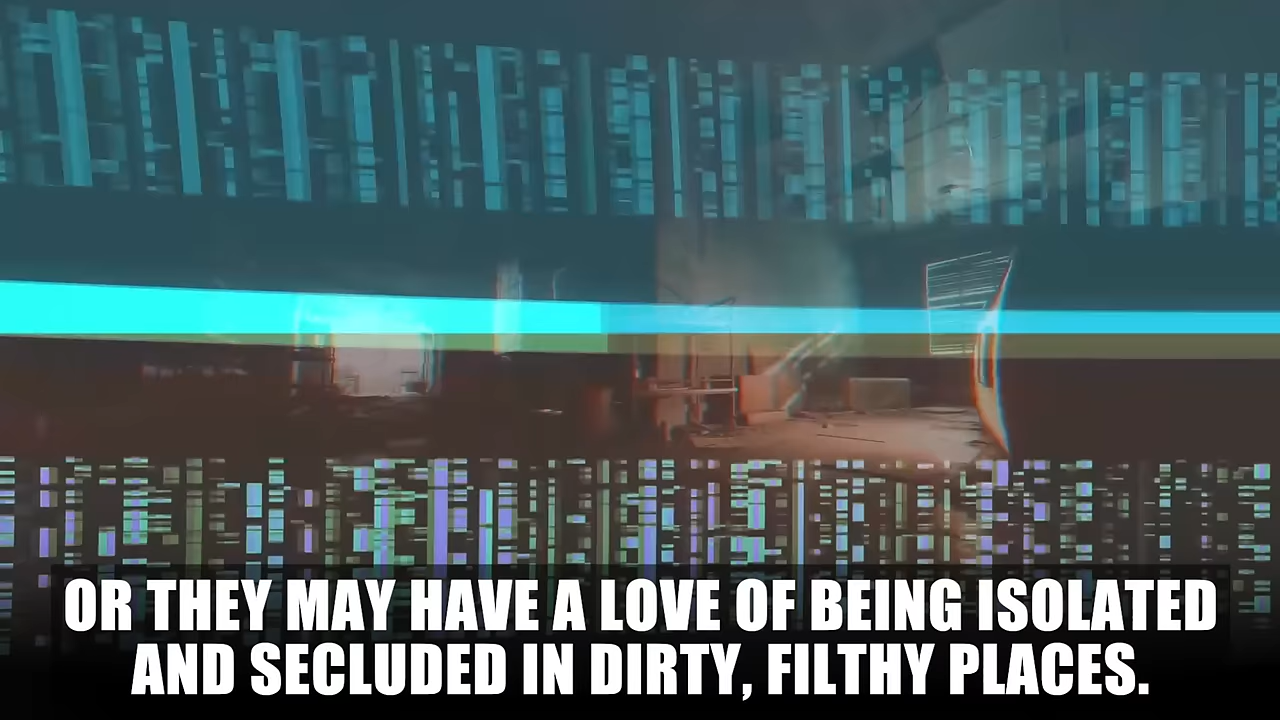 OR THEY MAY HAVE A LOVE OF BEING ISOLATED
AND SECLUDED IN DIRTY, FILTHY PLACES.